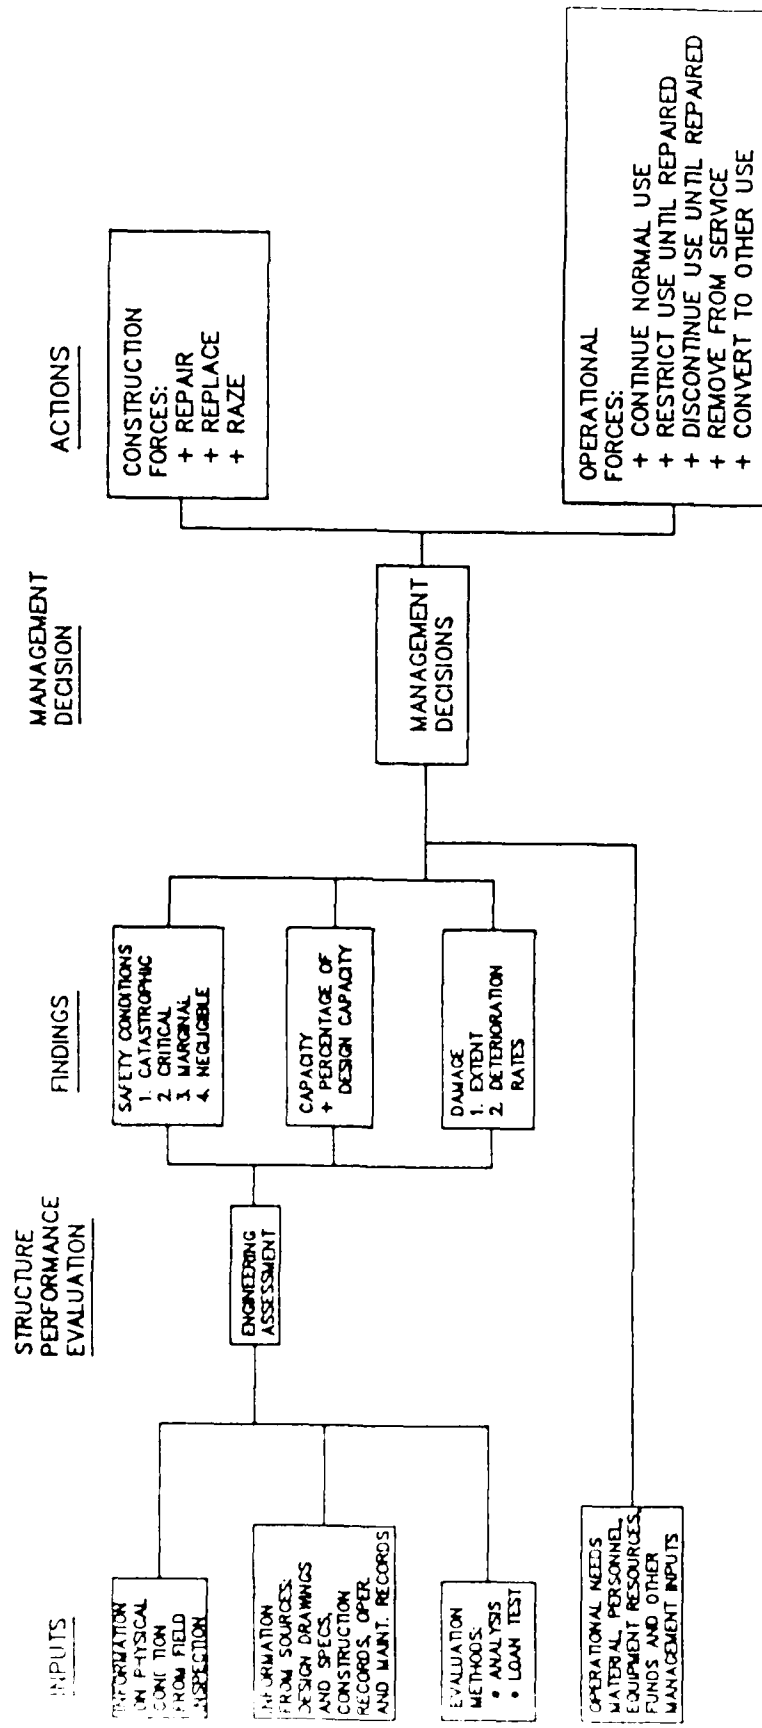 INPUTS
STRUCTURE
PERFORMANCE
EVALUATION
FINDINGS
MANAGEMENT
DECISION
ACTIONS
INFORMATION
ON PHYSICAL
CONDITION
FROM FIELD
INSPECTION
INFORMATION
FROM SOURCES:
DESIGN DRAWINGS
AND SPECS,
CONSTRUCTION
RECORDS, OPER.
AND MAINT. RECORDS
EVALUATION
METHODS:
• ANALYSIS
• LOAN TEST
OPERATIONAL NEEDS
MATERIAL, PERSONNEL,
EQUIPMENT RESOURCES,
FUNDS AND OTHER
MANAGEMENT INPUTS
ENGINEERING
ASSESSMENT
SAFETY CONDITIONS
1. CATASTROPHIC
2. CRITICAL
3. MARGINAL
4. NEGLIGIBLE
CAPACITY
+ PERCENTAGE OF
DESIGN CAPACITY
DAMAGE
1. EXTENT
2. DETERIORATION
RATES
MANAGEMENT
DECISIONS
CONSTRUCTION
FORCES:
+ REPAIR
+ REPLACE
+ RAZE
OPERATIONAL
FORCES:
+ CONTINUE NORMAL USE
+ RESTRICT USE UNTIL REPAIRED
+ DISCONTINUE USE UNTIL REPAIRED
+ REMOVE FROM SERVICE
+ CONVERT TO OTHER USE